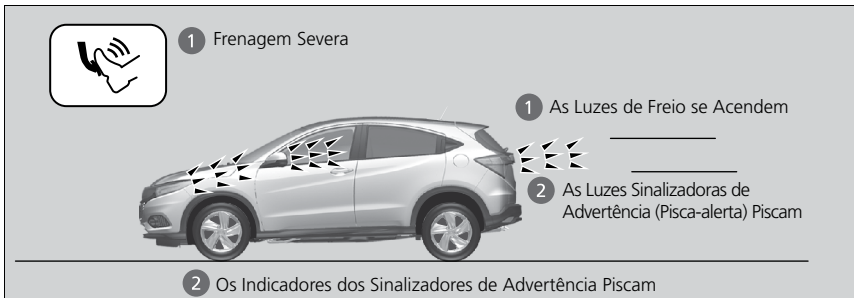 1 Frenagem Severa
1 As Luzes de Freio se Acendem
2 As Luzes Sinalizadoras de
Advertência (Pisca-alerta) Piscam
2 Os Indicadores dos Sinalizadores de Advertência Piscam